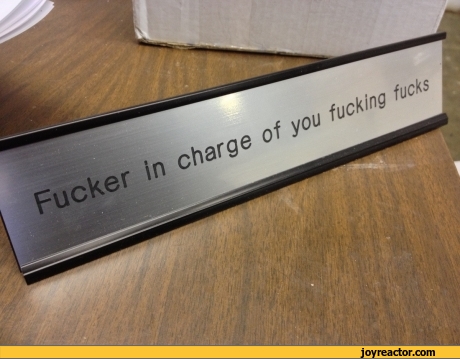 Fucker in charge of you fucking fucks
joyreactor.com